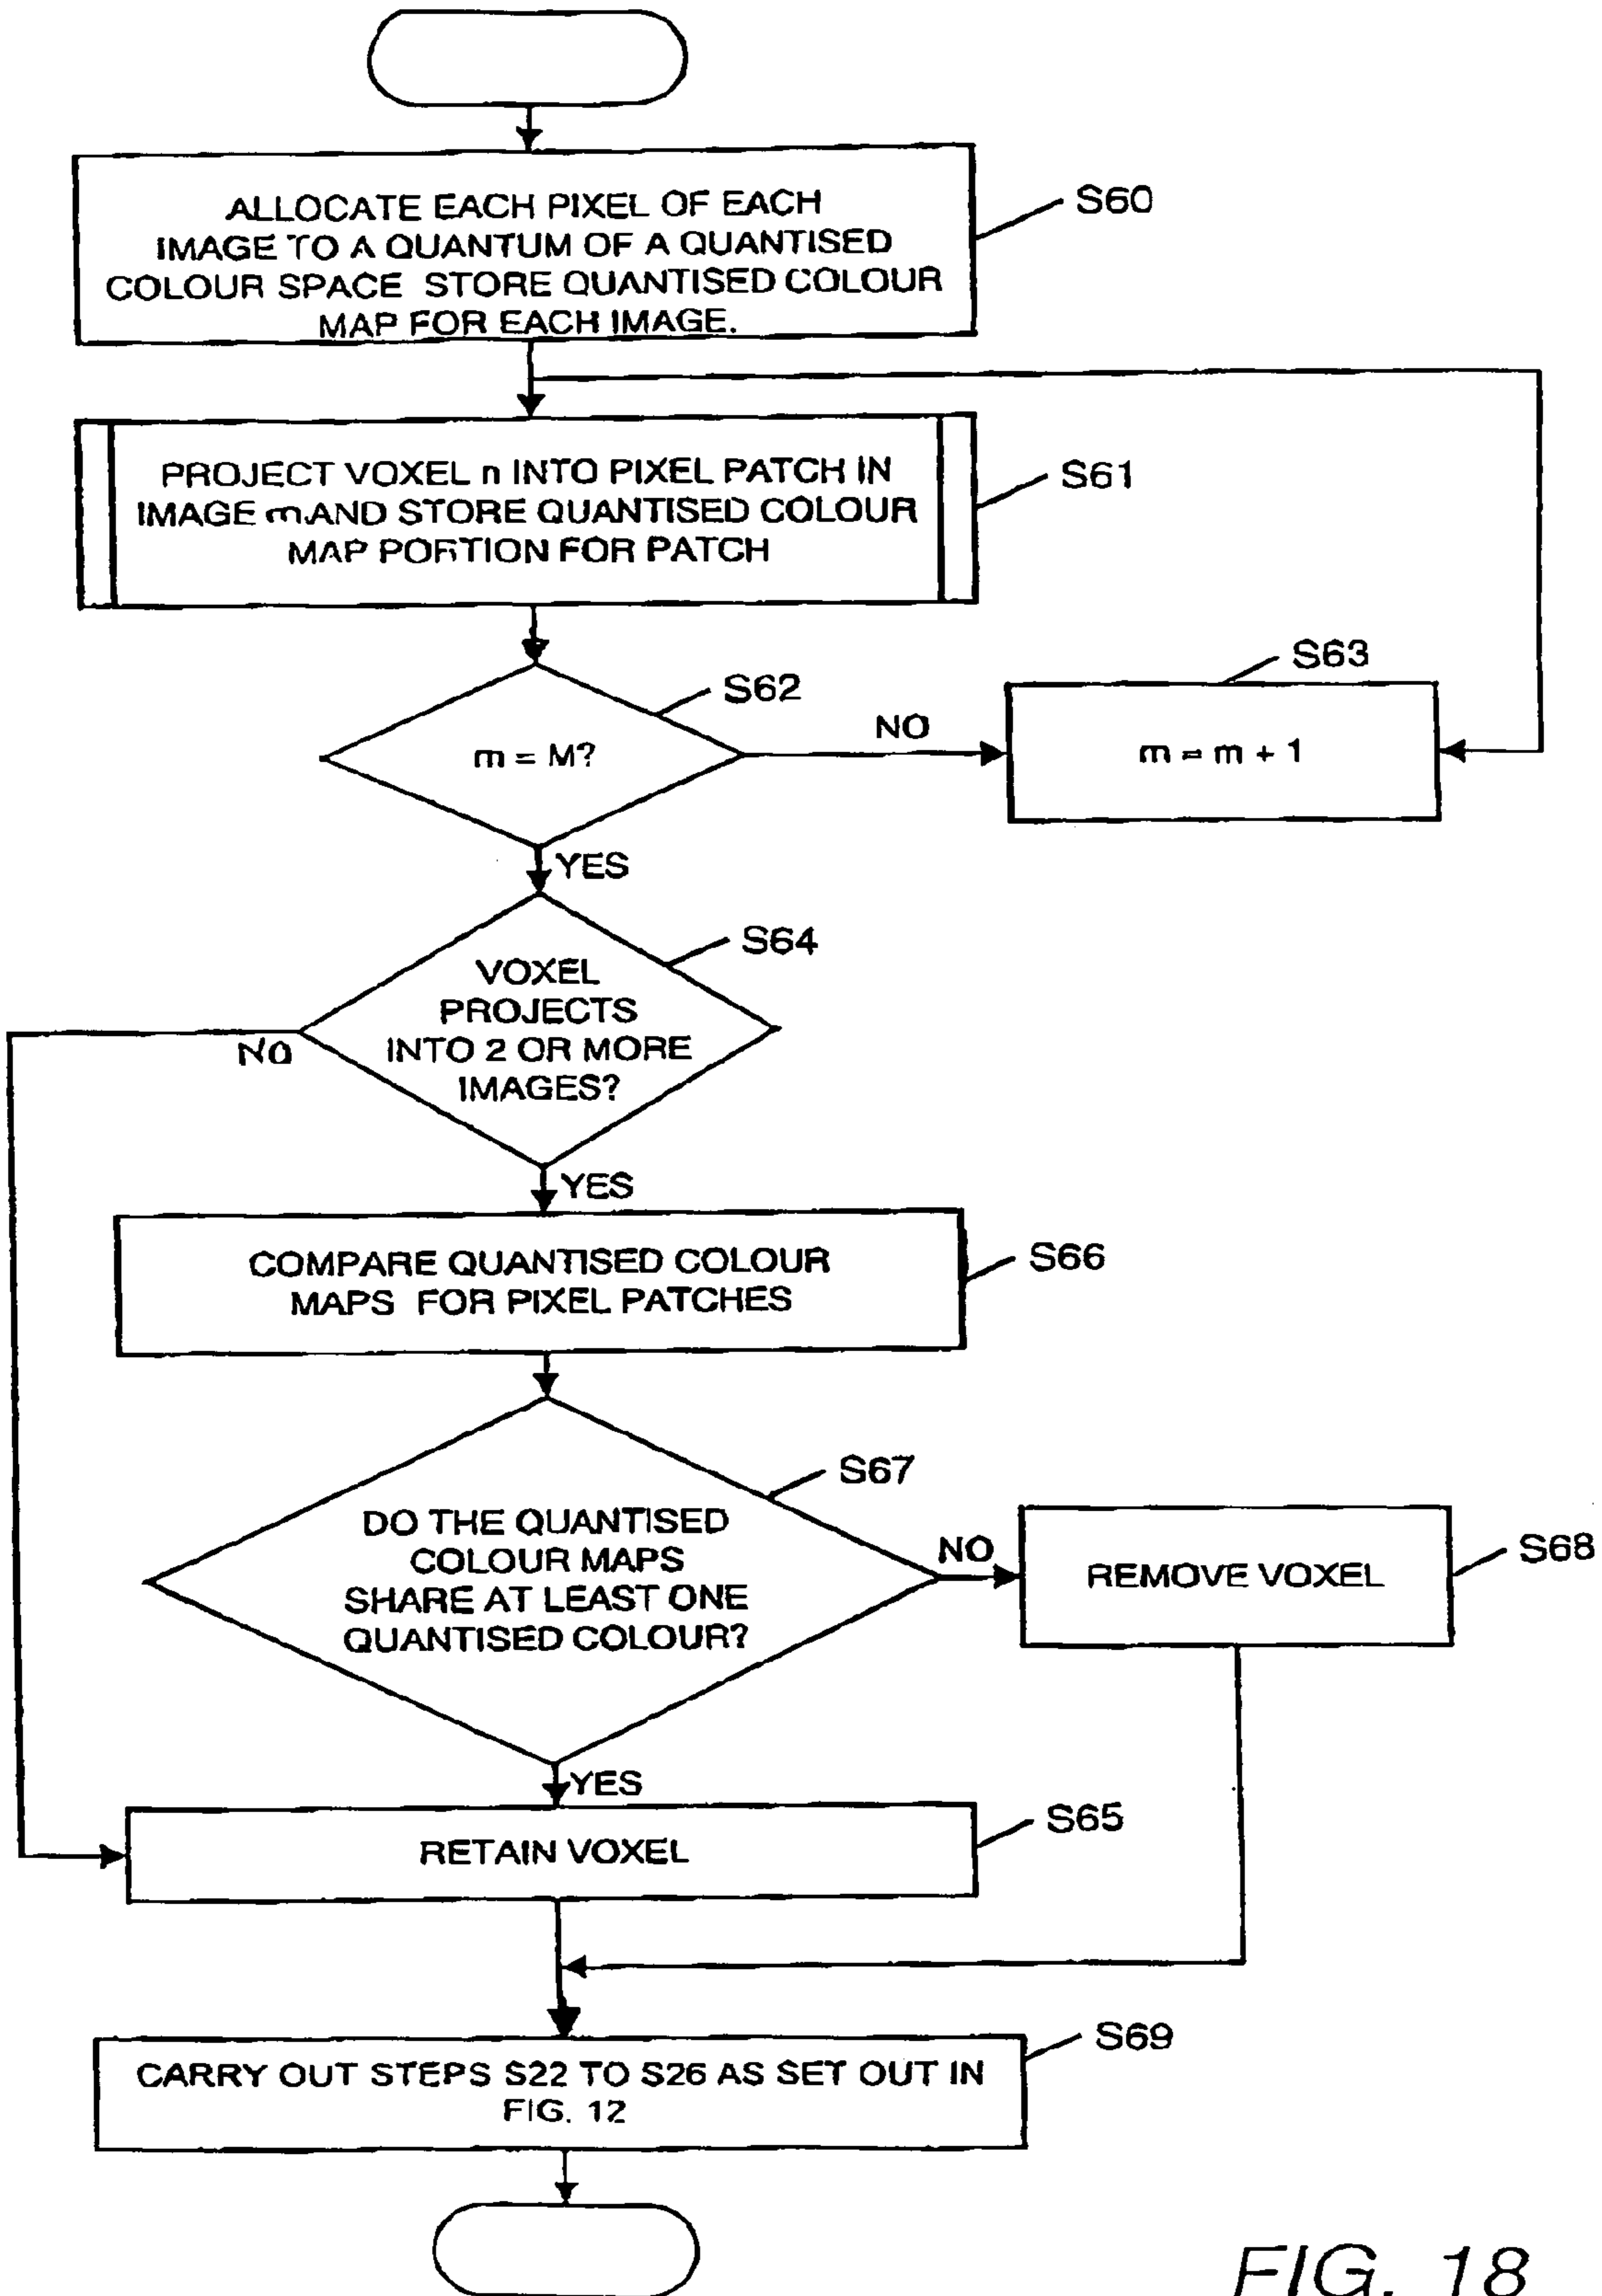 ALLOCATE EACH PIXEL OF EACH
IMAGE TO A QUANTUM OF A QUANTISED
COLOUR SPACE STORE QUANTISED COLOUR
MAP FOR EACH IMAGE.
S60
PROJECT VOXEL n INTO PIXEL PATCH IN
IMAGE m AND STORE QUANTISED COLOUR
MAP PORTION FOR PATCH
S61
S62
m = M?
NO
S63
m = m + 1
YES
S64
VOXEL
PROJECTS
INTO 2 OR MORE
IMAGES?
NO
YES
COMPARE QUANTISED COLOUR
MAPS FOR PIXEL PATCHES
S66
S67
DO THE QUANTISED
COLOUR MAPS
SHARE AT LEAST ONE
QUANTISED COLOUR?
NO
REMOVE VOXEL
S68
YES
RETAIN VOXEL
S65
CARRY OUT STEPS S22 TO S26 AS SET OUT IN
FIG. 12
S69
FIG. 18